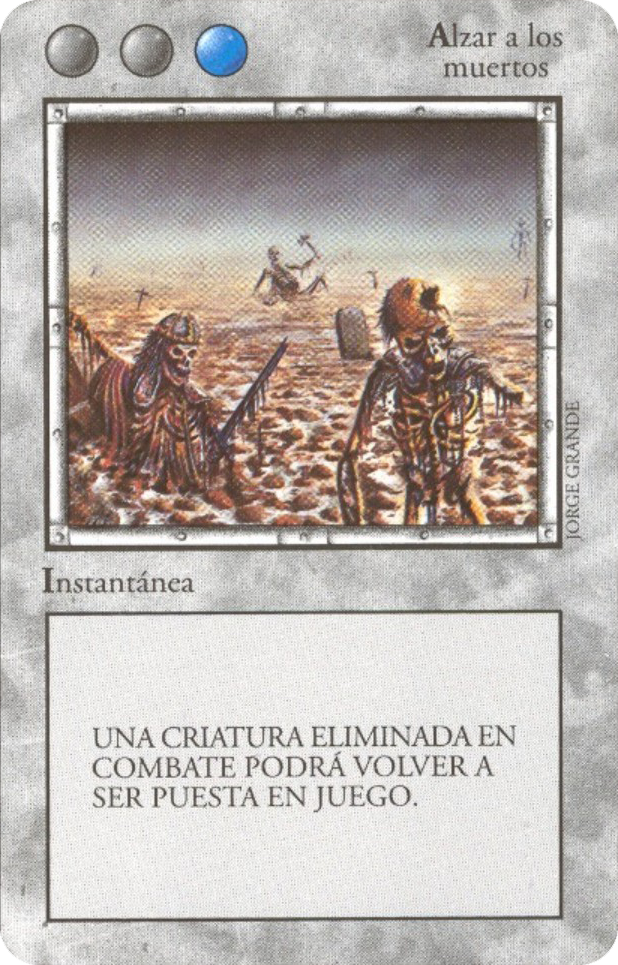 Alzar a los
muertos
JORGE GRANDE
Instantánea
UNA CRIATURA ELIMINADA EN
COMBATE PODRÁ VOLVER A
SER PUESTA EN JUEGO.